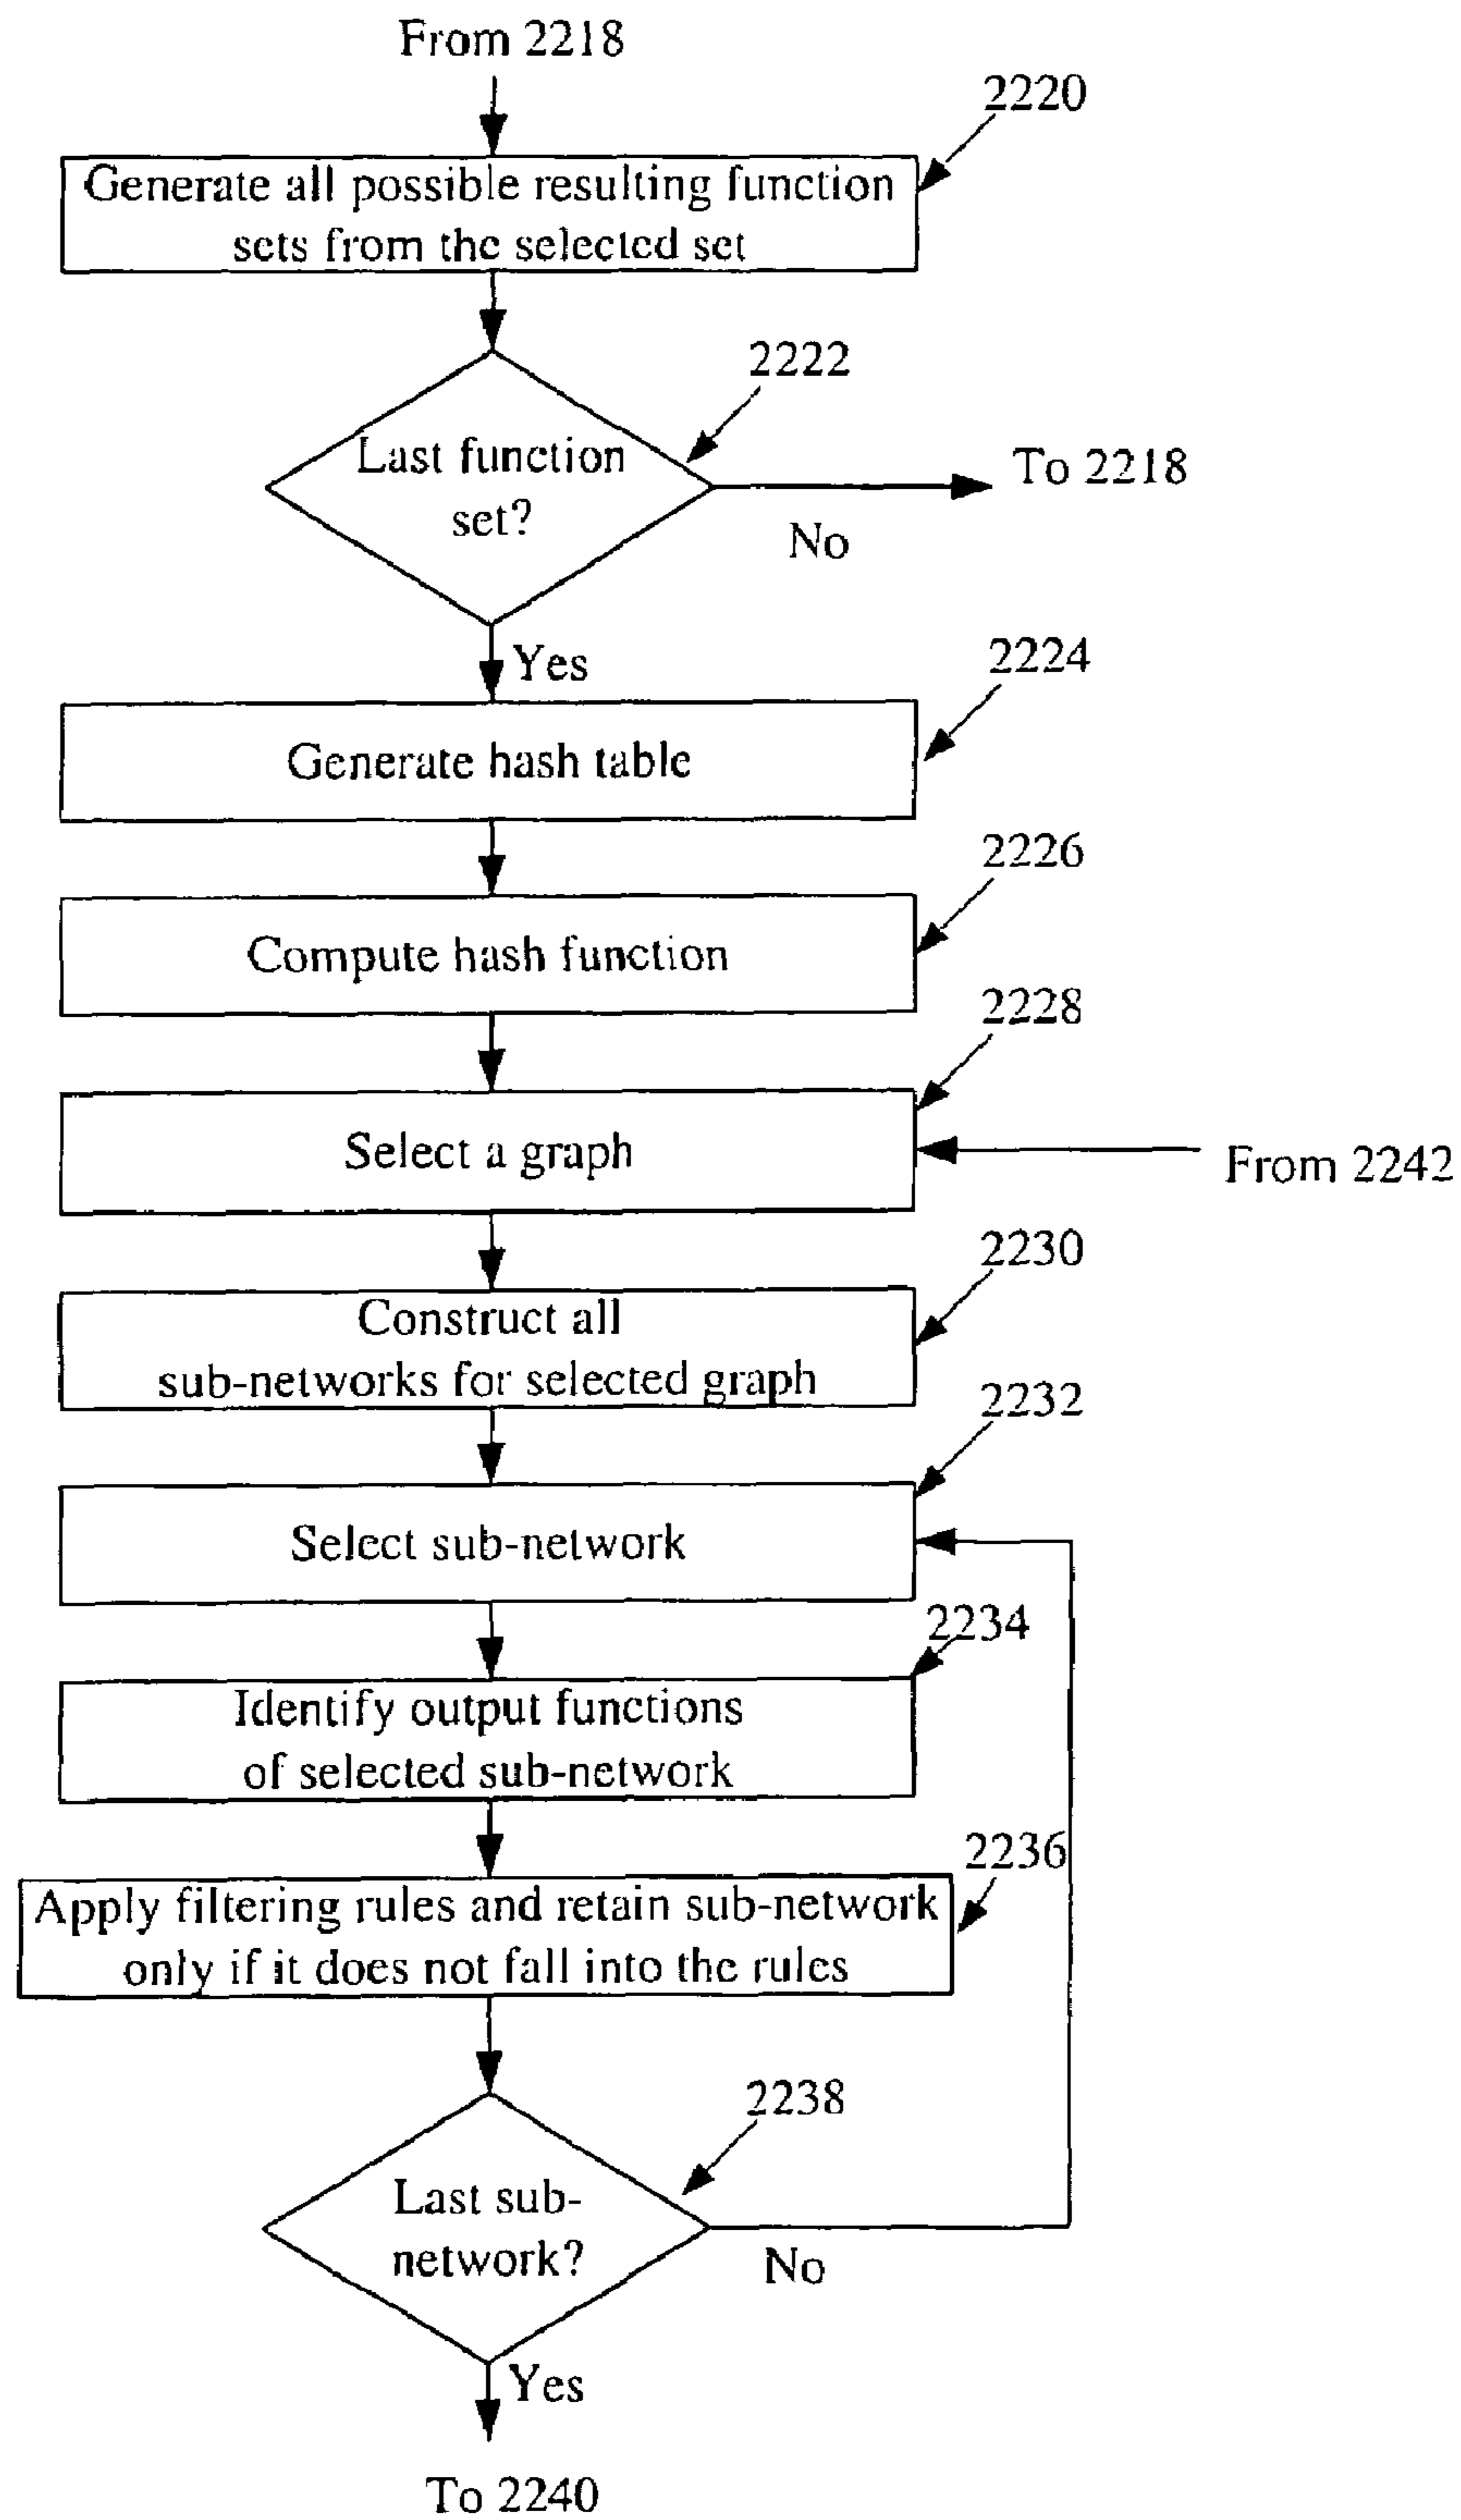 From 2218
2220
Generate all possible resulting function
sets from the selected set
2222
Last function
set?
To 2218
No
Yes
2224
Generate hash table
2226
Compute hash function
2228
Select a graph
From 2242
2230
Construct all
sub-networks for selected graph
2232
Select sub-network
2234
Identify output functions
of selected sub-network
2236
Apply filtering rules and retain sub-network
only if it does not fall into the rules
2238
Last sub-
network?
No
Yes
To 2240